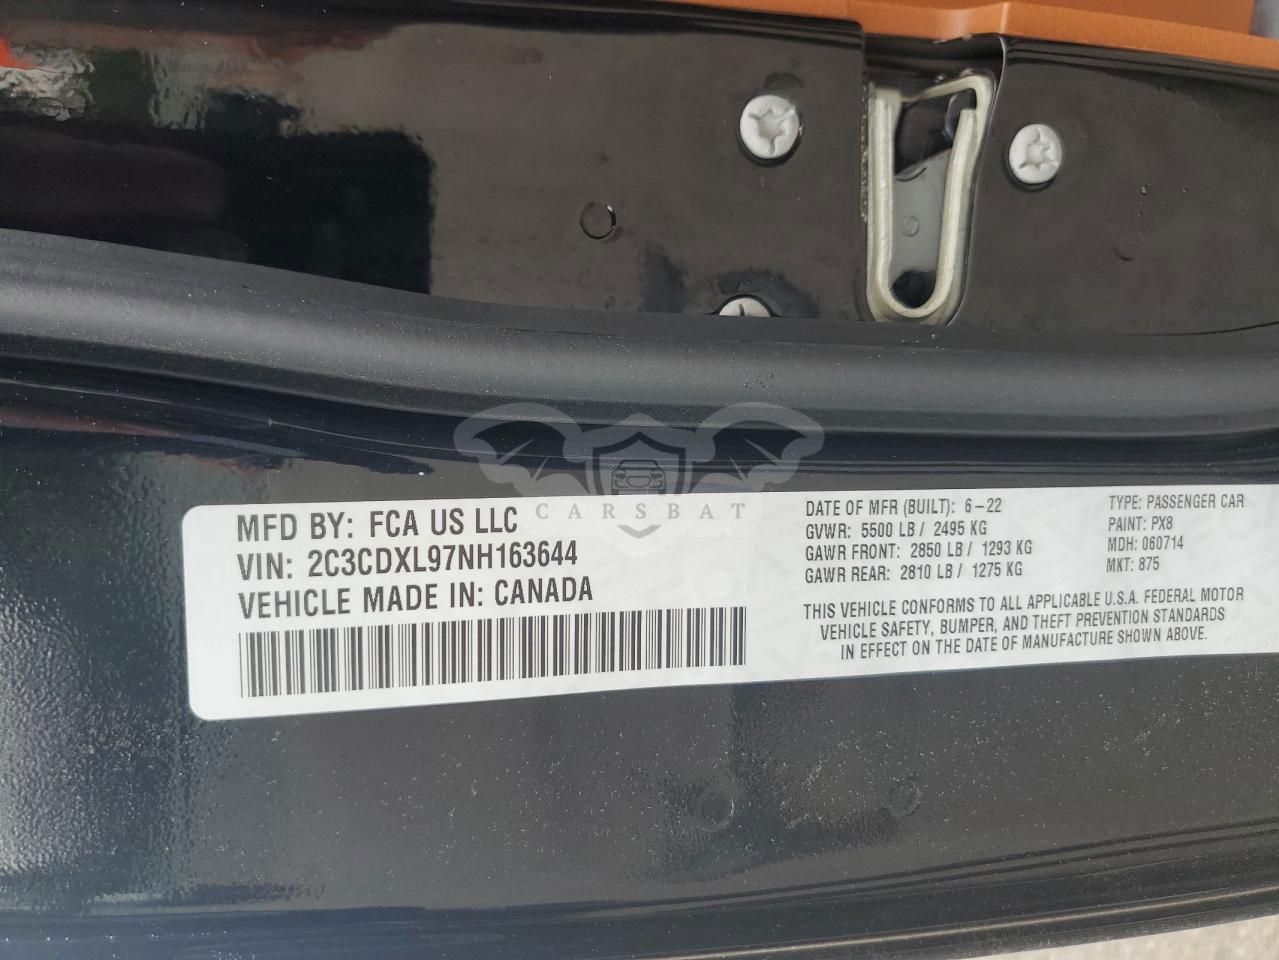 CARSBAT
MFD BY: FCA US LLC
VIN: 2C3CDXL97NH163644
VEHICLE MADE IN: CANADA
DATE OF MFR (BUILT): 6-22
GVWR: 5500 LB / 2495 KG
GAWR FRONT: 2850 LB / 1293 KG
GAWR REAR: 2810 LB / 1275 KG
TYPE: PASSENGER CAR
PAINT: PX8
MDH: 060714
MKT: 875
THIS VEHICLE CONFORMS TO ALL APPLICABLE U.S.A. FEDERAL MOTOR
VEHICLE SAFETY, BUMPER, AND THEFT PREVENTION STANDARDS
IN EFFECT ON THE DATE OF MANUFACTURE SHOWN ABOVE.